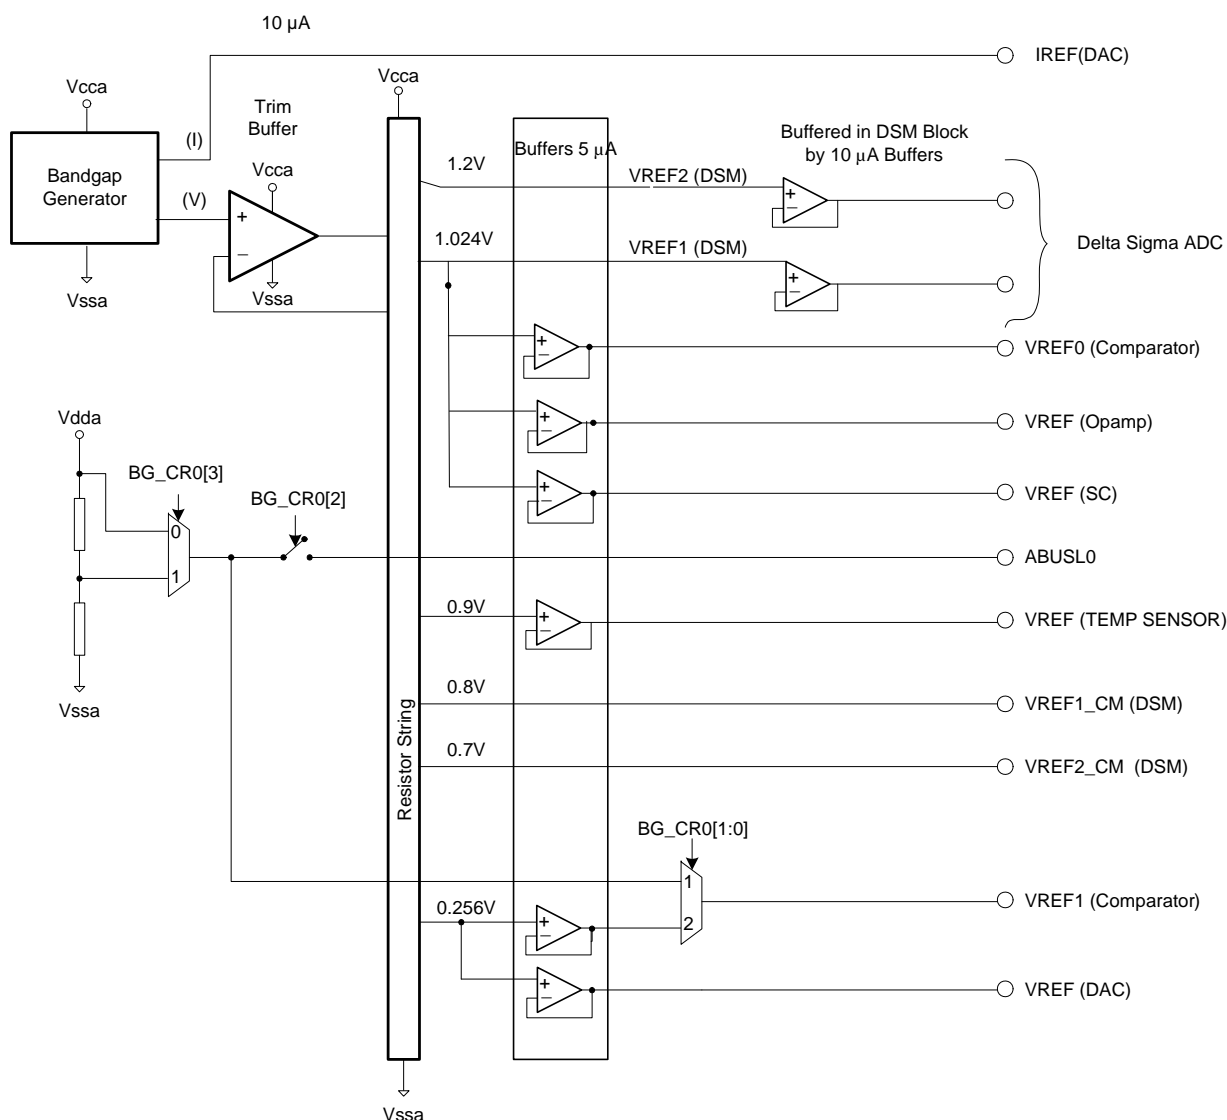 10 µA
IREF(DAC)
Vcca
Vcca
Trim
Buffer
(I)
Buffers 5 µA
Buffered in DSM Block
by 10 µA Buffers
Bandgap
Generator
Vcca
1.2V
VREF2 (DSM)
(V)
+
−
1.024V
VREF1 (DSM)
Delta Sigma ADC
Vssa
Vssa
VREF0 (Comparator)
Vdda
VREF (Opamp)
BG_CR0[3]
BG_CR0[2]
VREF (SC)
0
1
ABUSL0
0.9V
VREF (TEMP SENSOR)
Vssa
0.8V
VREF1_CM (DSM)
Resistor String
0.7V
VREF2_CM (DSM)
BG_CR0[1:0]
1
2
VREF1 (Comparator)
0.256V
VREF (DAC)
Vssa